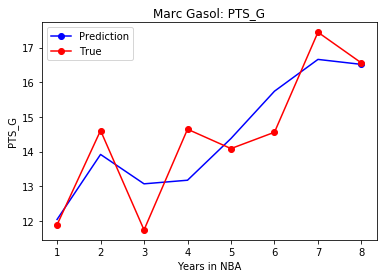 Marc Gasol: PTS_G
Prediction
True
PTS_G
17
16
15
14
13
12
1 2 3 4 5 6 7 8
Years in NBA